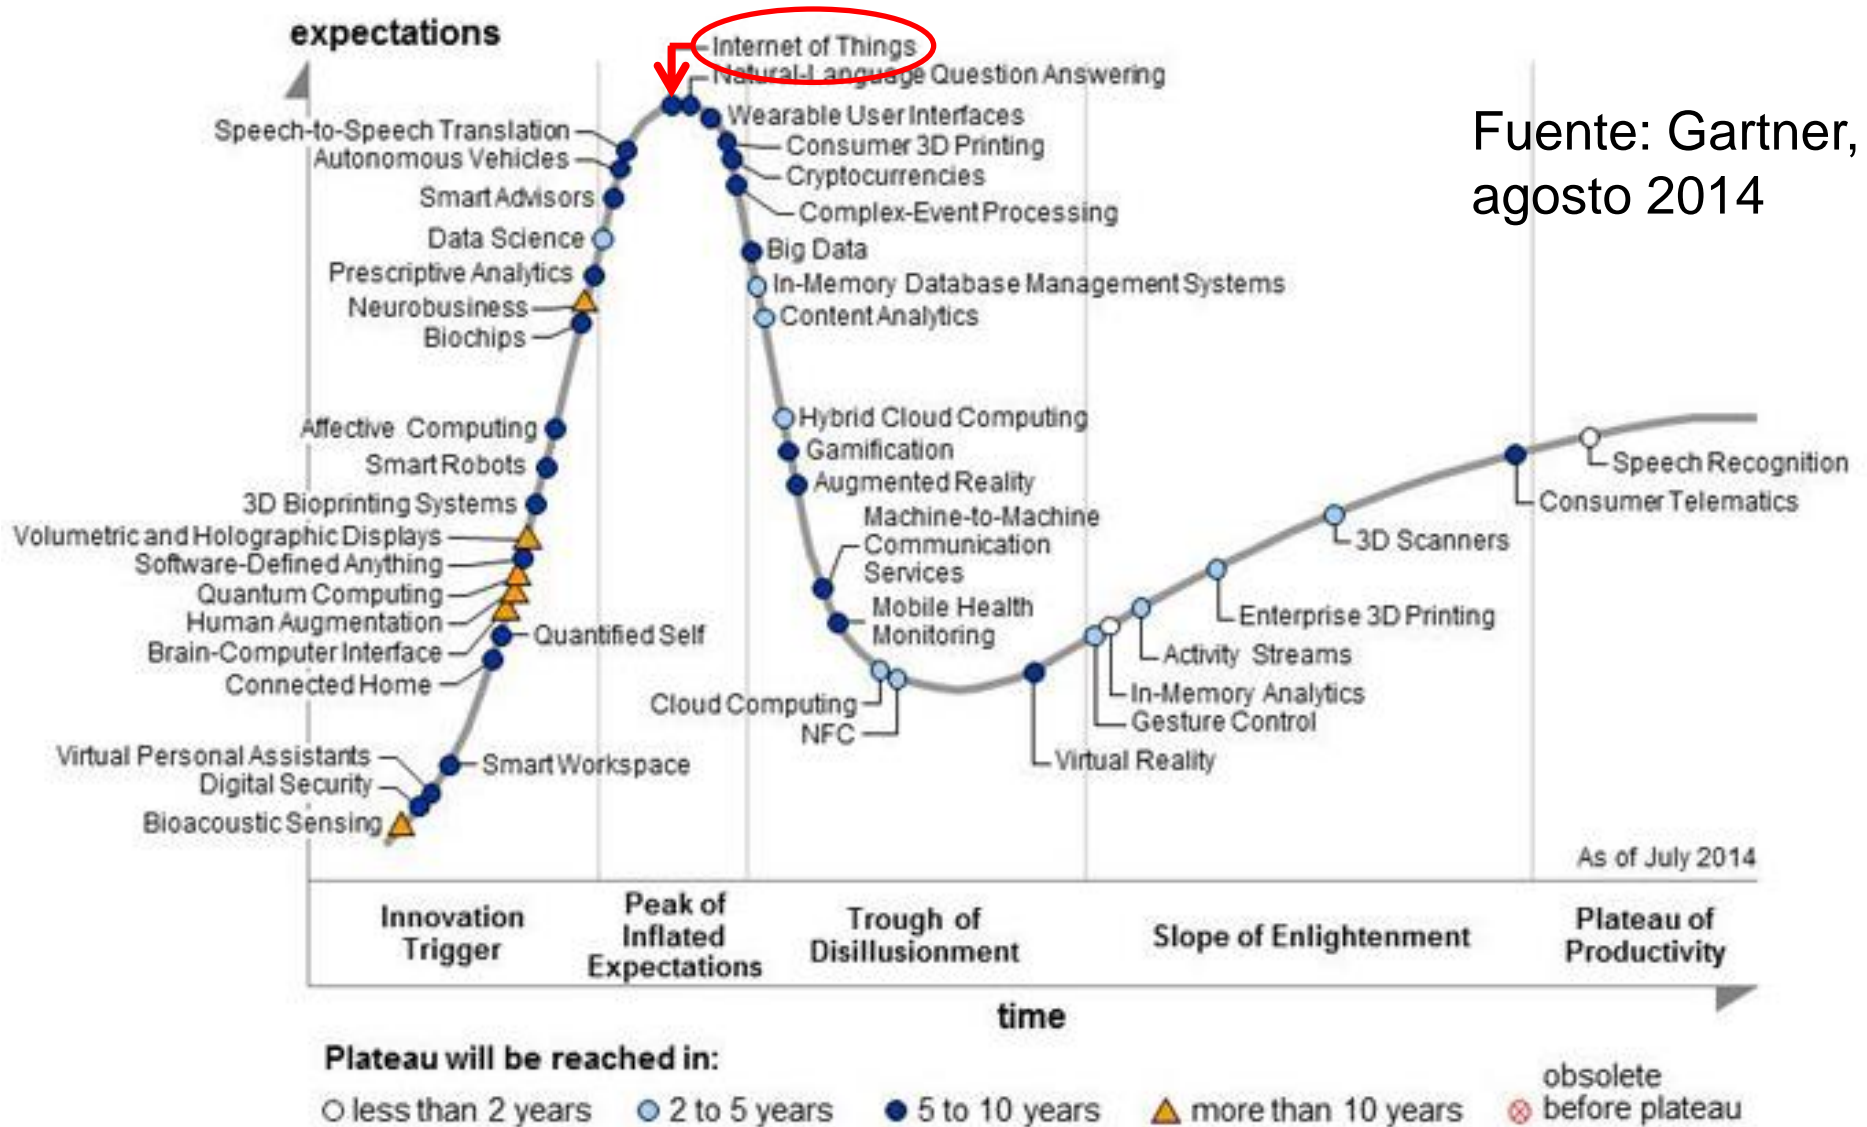 expectations
Internet of Things
Natural-Language Question Answering
Wearable User Interfaces
Consumer 3D Printing
Cryptocurrencies
Complex-Event Processing
Big Data
In-Memory Database Management Systems
Content Analytics
Fuente: Gartner,
agosto 2014
Speech-to-Speech Translation
Autonomous Vehicles
Smart Advisors
Data Science
Prescriptive Analytics
Neurobusiness
Biochips
Affective Computing
Smart Robots
3D Bioprinting Systems
Volumetric and Holographic Displays
Software-Defined Anything
Quantum Computing
Human Augmentation
Brain-Computer Interface
Connected Home
Quantified Self
Virtual Personal Assistants
Digital Security
Bioacoustic Sensing
Smart Workspace
Hybrid Cloud Computing
Gamification
Augmented Reality
Machine-to-Machine
Communication
Services
Mobile Health
Monitoring
Cloud Computing
NFC
Virtual Reality
Gesture Control
In-Memory Analytics
Activity Streams
Enterprise 3D Printing
3D Scanners
Consumer Telematics
Speech Recognition
As of July 2014
Innovation
Trigger
Peak of
Inflated
Expectations
Trough of
Disillusionment
Slope of Enlightenment
Plateau of
Productivity
time
Plateau will be reached in:
less than 2 years
2 to 5 years
5 to 10 years
more than 10 years
obsolete
before plateau